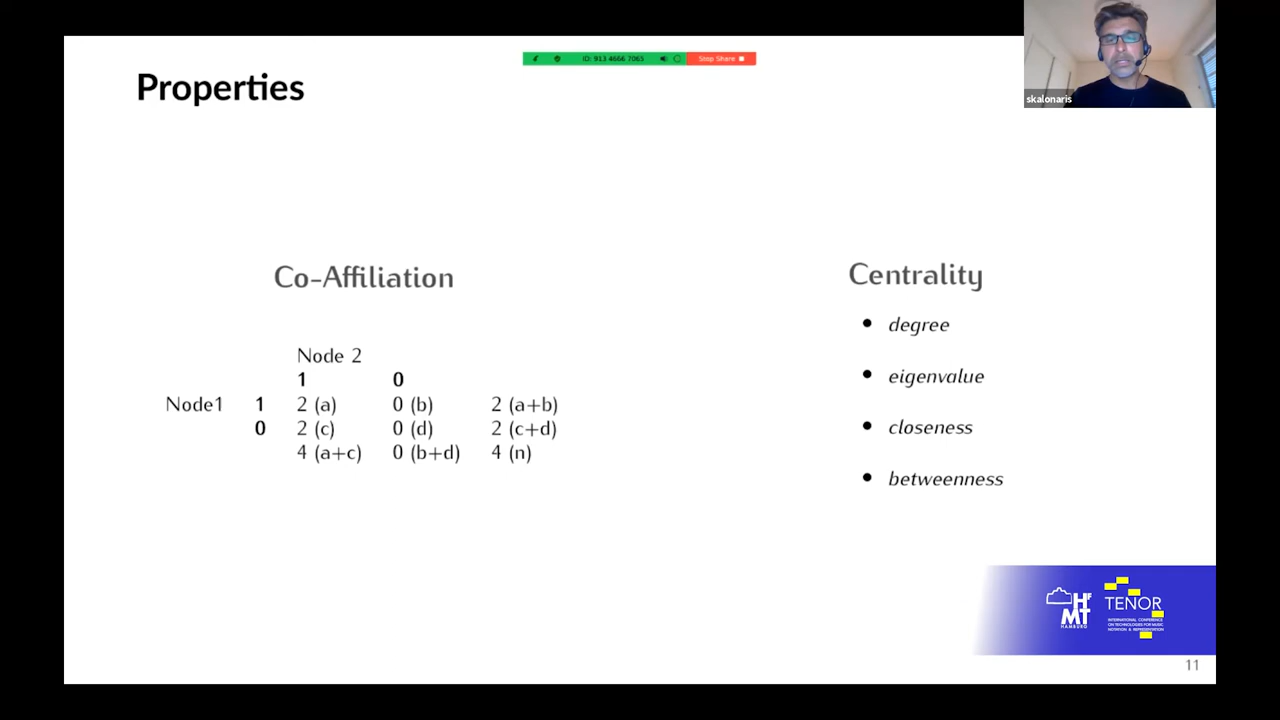 Properties
ID: 913 4666 7065
Stop Share
skalonaris
Co-Affiliation
Node 2
1 0
Node1 1 2 (a) 0 (b) 2 (a+b)
0 2 (c) 0 (d) 2 (c+d)
4 (a+c) 0 (b+d) 4 (n)
Centrality
• degree
• eigenvalue
• closeness
• betweenness
HfMT
HAMBURG
TENOR
INTERNATIONAL CONFERENCE
ON TECHNOLOGIES FOR MUSIC
NOTATION & REPRESENTATION
11